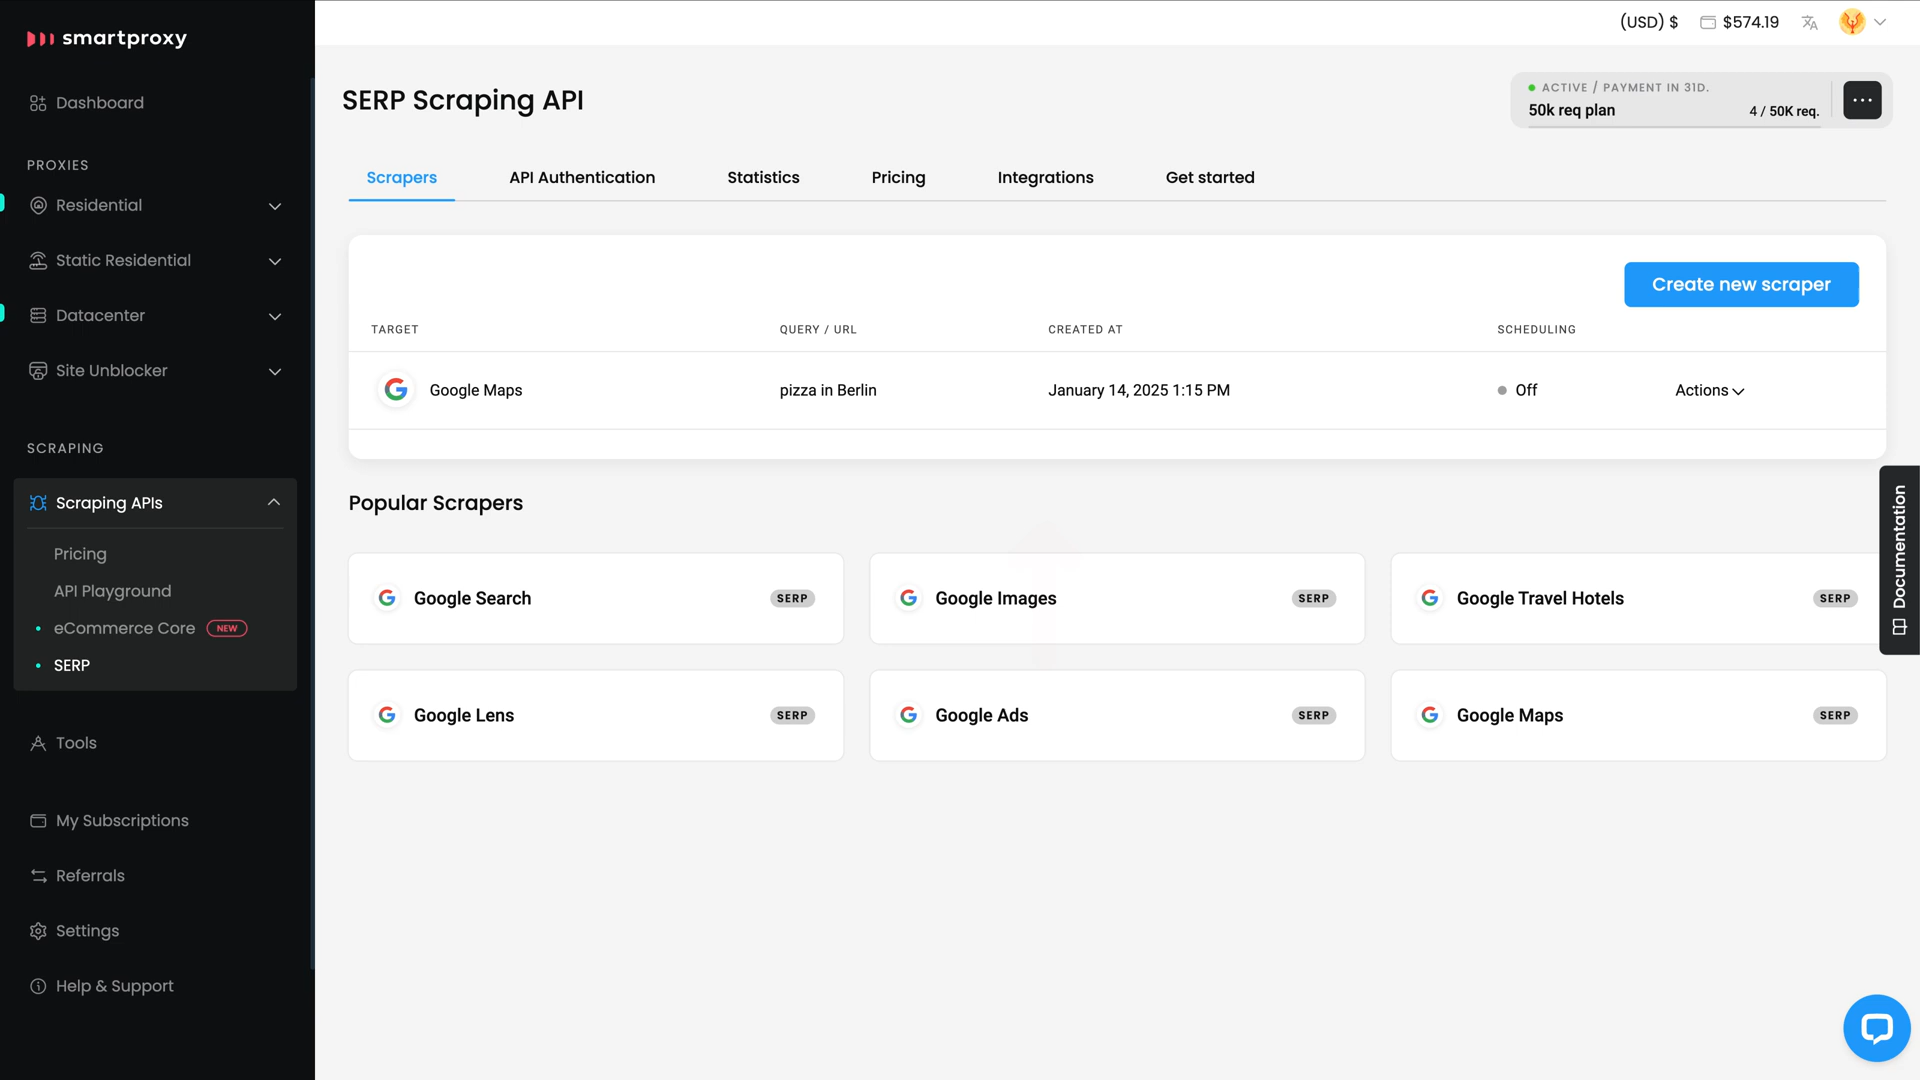 smartproxy
Dashboard
PROXIES
Residential
Static Residential
Datacenter
Site Unblocker
SCRAPING
Scraping APIs
Pricing
API Playground
eCommerce Core NEW
SERP
Tools
My Subscriptions
Referrals
Settings
Help & Support
(USD) $ $574.19
SERP Scraping API
ACTIVE / PAYMENT IN 31D.
50k req plan 4 / 50K req.
Scrapers API Authentication Statistics Pricing Integrations Get started
Create new scraper
TARGET QUERY / URL CREATED AT SCHEDULING
Google Maps pizza in Berlin January 14, 2025 1:15 PM Off Actions
Popular Scrapers
Google Search SERP Google Images SERP Google Travel Hotels SERP
Google Lens SERP Google Ads SERP Google Maps SERP
Documentation